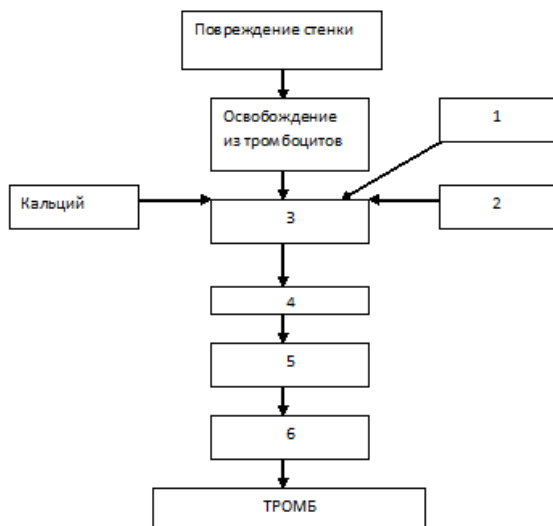 Повреждение стенки
Освобождение
из тромбоцитов
1
Кальций
3
2
4
5
6
ТРОМБ